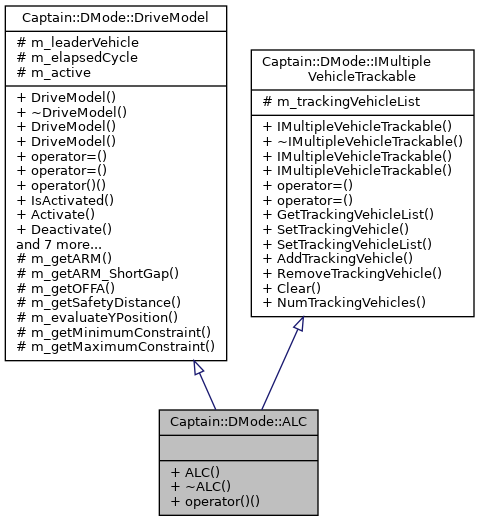 Captain::DMode::DriveModel
# m_leaderVehicle
# m_elapsedCycle
# m_active
+ DriveModel()
+ ~DriveModel()
+ DriveModel()
+ DriveModel()
+ operator=()
+ operator=()
+ operator()()
+ IsActivated()
+ Activate()
+ Deactivate()
and 7 more...
# m_getARM()
# m_getARM_ShortGap()
# m_getOFFA()
# m_getSafetyDistance()
# m_evaluateYPosition()
# m_getMinimumConstraint()
# m_getMaximumConstraint()
Captain::DMode::IMultiple
VehicleTrackable
# m_trackingVehicleList
+ IMultipleVehicleTrackable()
+ ~IMultipleVehicleTrackable()
+ IMultipleVehicleTrackable()
+ IMultipleVehicleTrackable()
+ operator=()
+ operator=()
+ GetTrackingVehicleList()
+ SetTrackingVehicle()
+ SetTrackingVehicleList()
+ AddTrackingVehicle()
+ RemoveTrackingVehicle()
+ Clear()
+ NumTrackingVehicles()
Captain::DMode::ALC
+ ALC()
+ ~ALC()
+ operator()()